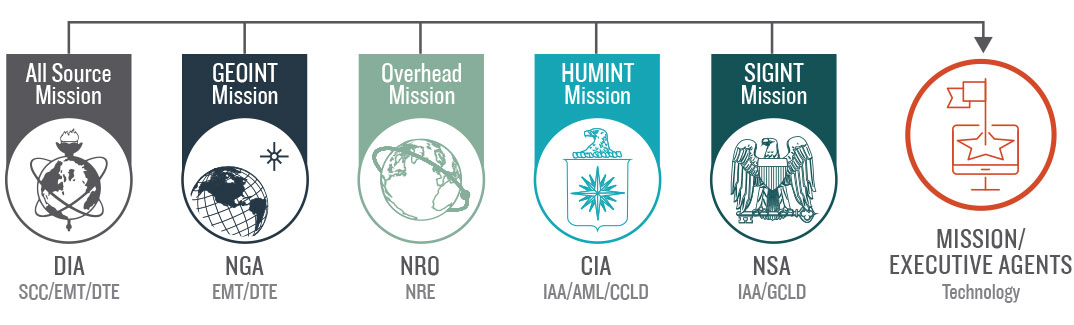 All Source
Mission
DIA
SCC/EMT/DTE
GEOINT
Mission
NGA
EMT/DTE
Overhead
Mission
NRO
NRE
HUMINT
Mission
CIA
IAA/AML/CCLD
SIGINT
Mission
NSA
IAA/GCLD
MISSION/
EXECUTIVE AGENTS
Technology